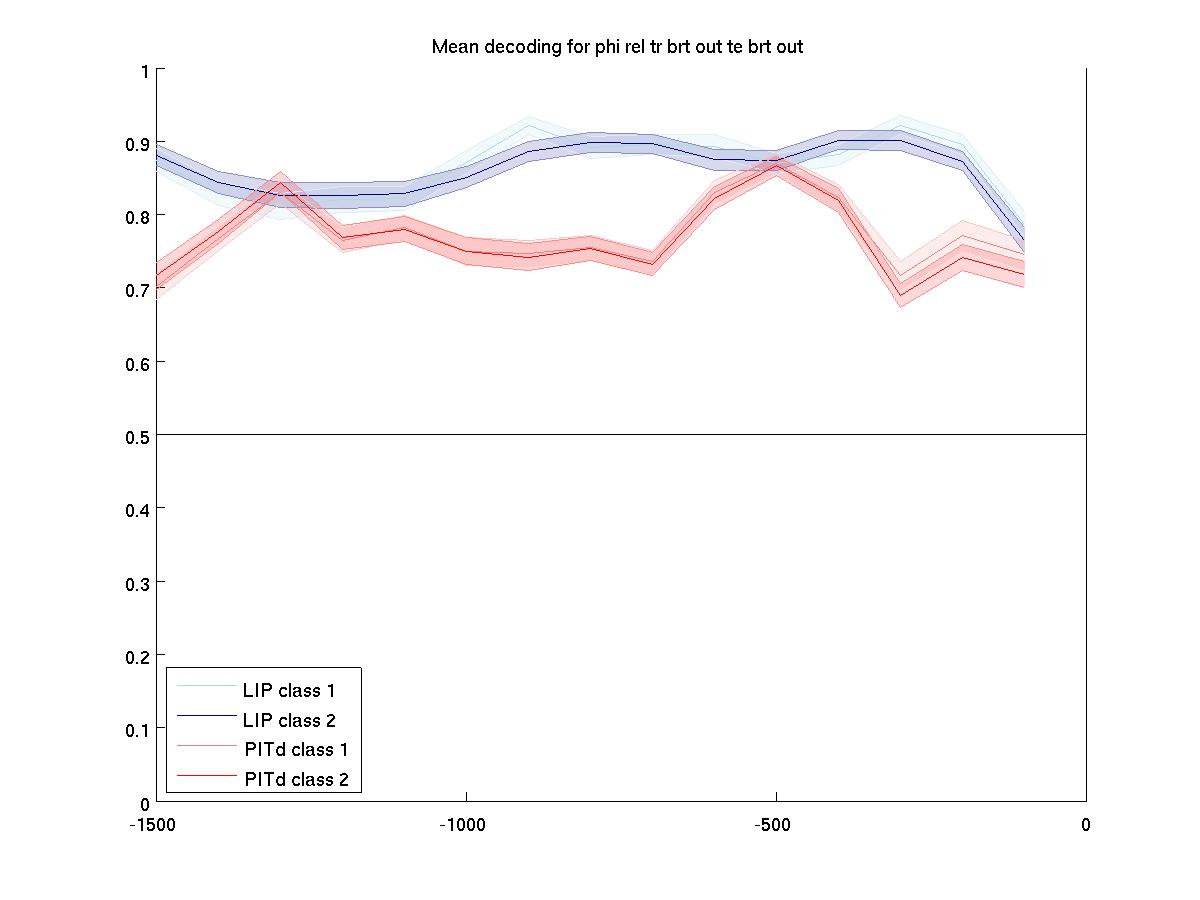 Mean decoding for phi rel tr brt out te brt out
1
0.9
0.8
0.7
0.6
0.5
0.4
0.3
0.2
0.1
0
LIP class 1
LIP class 2
PITd class 1
PITd class 2
-1500 -1000 -500 0